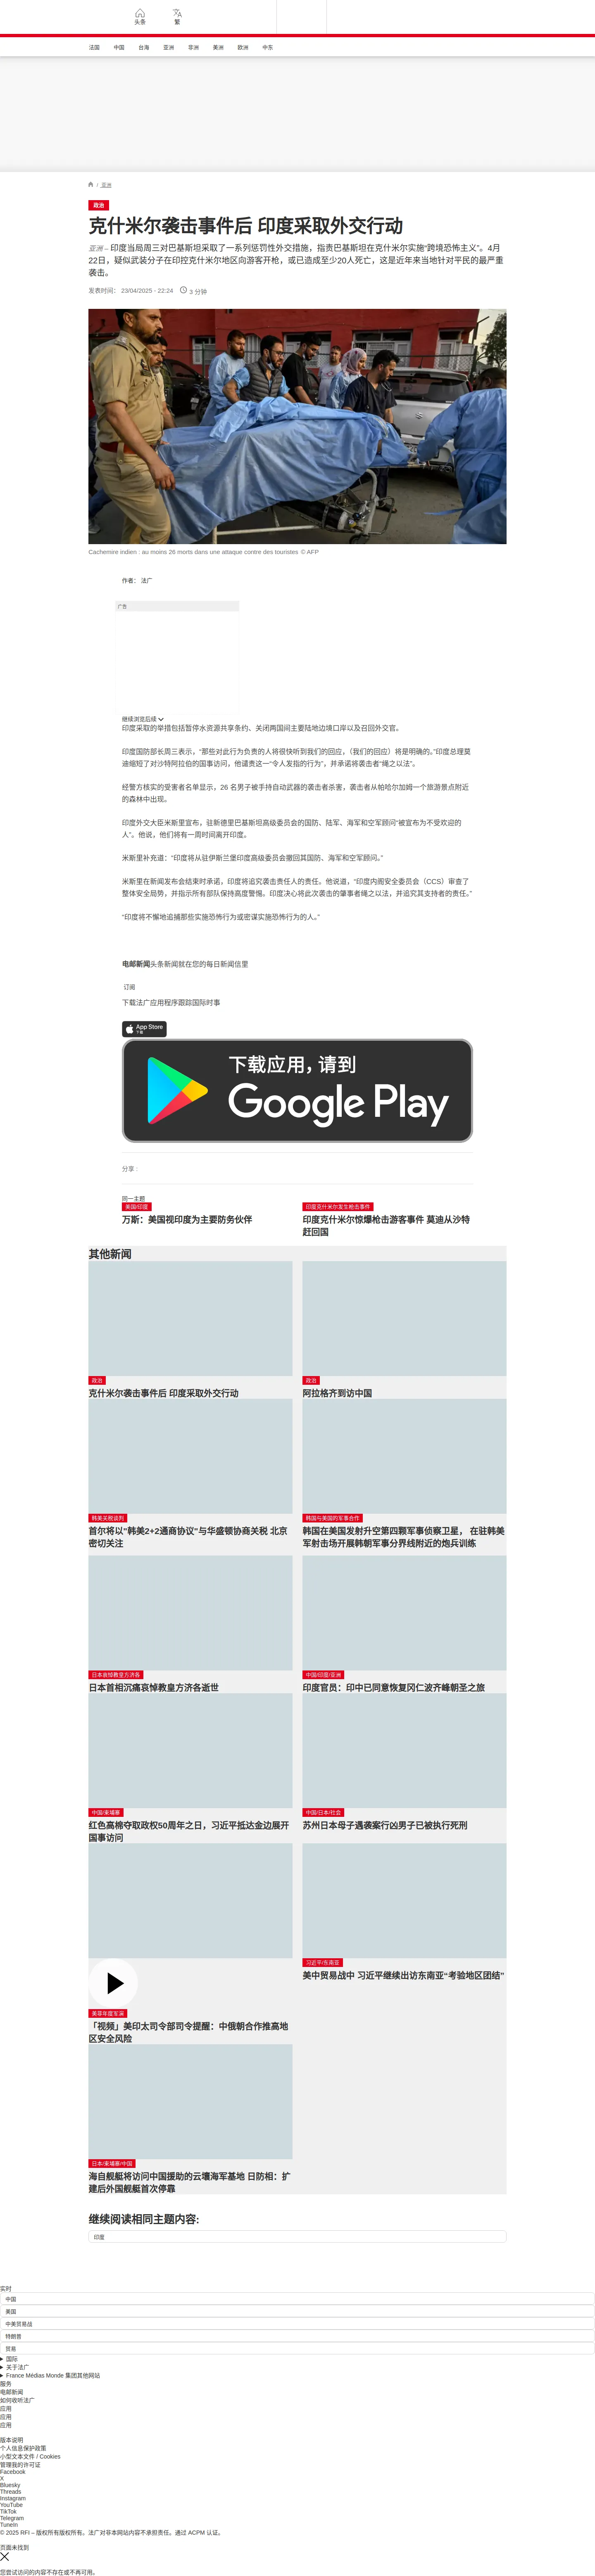 头条
繁
法国 中国 台海 亚洲 非洲 美洲 欧洲 中东
/ 亚洲
政治
克什米尔袭击事件后 印度采取外交行动
亚洲 – 印度当局周三对巴基斯坦采取了一系列惩罚性外交措施，指责巴基斯坦在克什米尔实施“跨境恐怖主义”。4月
22日，疑似武装分子在印控克什米尔地区向游客开枪，或已造成至少20人死亡，这是近年来当地针对平民的最严重
袭击。
发表时间： 23/04/2025 - 22:24 3 分钟
Cachemire indien : au moins 26 morts dans une attaque contre des touristes © AFP
作者： 法广
广告
继续浏览后续
印度采取的举措包括暂停水资源共享条约、关闭两国间主要陆地边境口岸以及召回外交官。
印度国防部长周三表示，“那些对此行为负责的人将很快听到我们的回应，（我们的回应）将是明确的。”印度总理莫
迪缩短了对沙特阿拉伯的国事访问，他谴责这一“令人发指的行为”，并承诺将袭击者“绳之以法”。
经警方核实的受害者名单显示，26 名男子被手持自动武器的袭击者杀害，袭击者从帕哈尔加姆一个旅游景点附近
的森林中出现。
印度外交大臣米斯里宣布，驻新德里巴基斯坦高级委员会的国防、陆军、海军和空军顾问“被宣布为不受欢迎的
人”。他说，他们将有一周时间离开印度。
米斯里补充道：“印度将从驻伊斯兰堡印度高级委员会撤回其国防、海军和空军顾问。”
米斯里在新闻发布会结束时承诺，印度将追究袭击责任人的责任。他说道，“印度内阁安全委员会（CCS）审查了
整体安全局势，并指示所有部队保持高度警惕。印度决心将此次袭击的肇事者绳之以法，并追究其支持者的责任。”
“印度将不懈地追捕那些实施恐怖行为或密谋实施恐怖行为的人。”
电邮新闻头条新闻就在您的每日新闻信里
订阅
下载法广应用程序跟踪国际时事
App Store
下载
下载应用，请到
Google Play
分享 :
同一主题
美国/印度
万斯：美国视印度为主要防务伙伴
印度克什米尔发生枪击事件
印度克什米尔惊爆枪击游客事件 莫迪从沙特
赶回国
其他新闻
政治
克什米尔袭击事件后 印度采取外交行动
政治
阿拉格齐到访中国
韩美关税谈判
首尔将以"韩美2+2通商协议"与华盛顿协商关税 北京
密切关注
韩国与美国的军事合作
韩国在美国发射升空第四颗军事侦察卫星， 在驻韩美
军射击场开展韩朝军事分界线附近的炮兵训练
日本哀悼教皇方济各
日本首相沉痛哀悼教皇方济各逝世
中国/印度/亚洲
印度官员：印中已同意恢复冈仁波齐峰朝圣之旅
中国/柬埔寨
红色高棉夺取政权50周年之日，习近平抵达金边展开
国事访问
中国/日本/社会
苏州日本母子遇袭案行凶男子已被执行死刑
美菲年度军演
「视频」美印太司令部司令提醒：中俄朝合作推高地
区安全风险
习近平/东南亚
美中贸易战中 习近平继续出访东南亚“考验地区团结”
日本/柬埔寨/中国
海自舰艇将访问中国援助的云壤海军基地 日防相：扩
建后外国舰艇首次停靠
继续阅读相同主题内容:
印度
实时
中国
美国
中美贸易战
特朗普
贸易
国际
关于法广
France Médias Monde 集团其他网站
服务
电邮新闻
如何收听法广
应用
应用
应用
版本说明
个人信息保护政策
小型文本文件 / Cookies
管理我的许可证
Facebook
X
Bluesky
Threads
Instagram
YouTube
TikTok
Telegram
TuneIn
© 2025 RFI – 版权所有版权所有。法广对非本网站内容不承担责任。通过 ACPM 认证。
页面未找到
您尝试访问的内容不存在或不再可用。